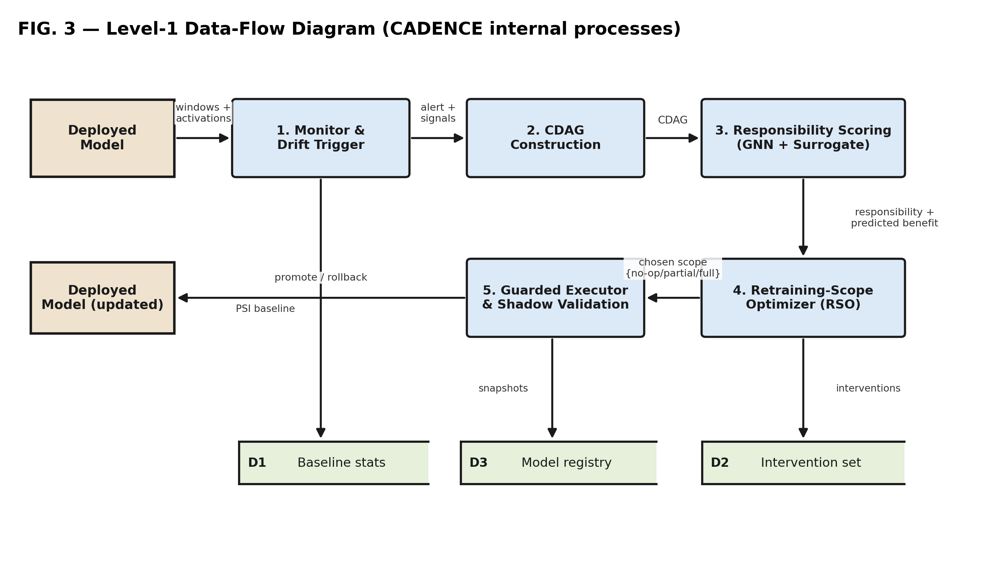 FIG. 3 — Level-1 Data-Flow Diagram (CADENCE internal processes)
Deployed
Model
windows +
activations
1. Monitor &
Drift Trigger
alert +
signals
2. CDAG
Construction
CDAG
3. Responsibility Scoring
(GNN + Surrogate)
responsibility +
predicted benefit
Deployed
Model (updated)
promote / rollback
PSI baseline
5. Guarded Executor
& Shadow Validation
chosen scope
{no-op/partial/full}
4. Retraining-Scope
Optimizer (RSO)
snapshots
interventions
D1 Baseline stats
D3 Model registry
D2 Intervention set